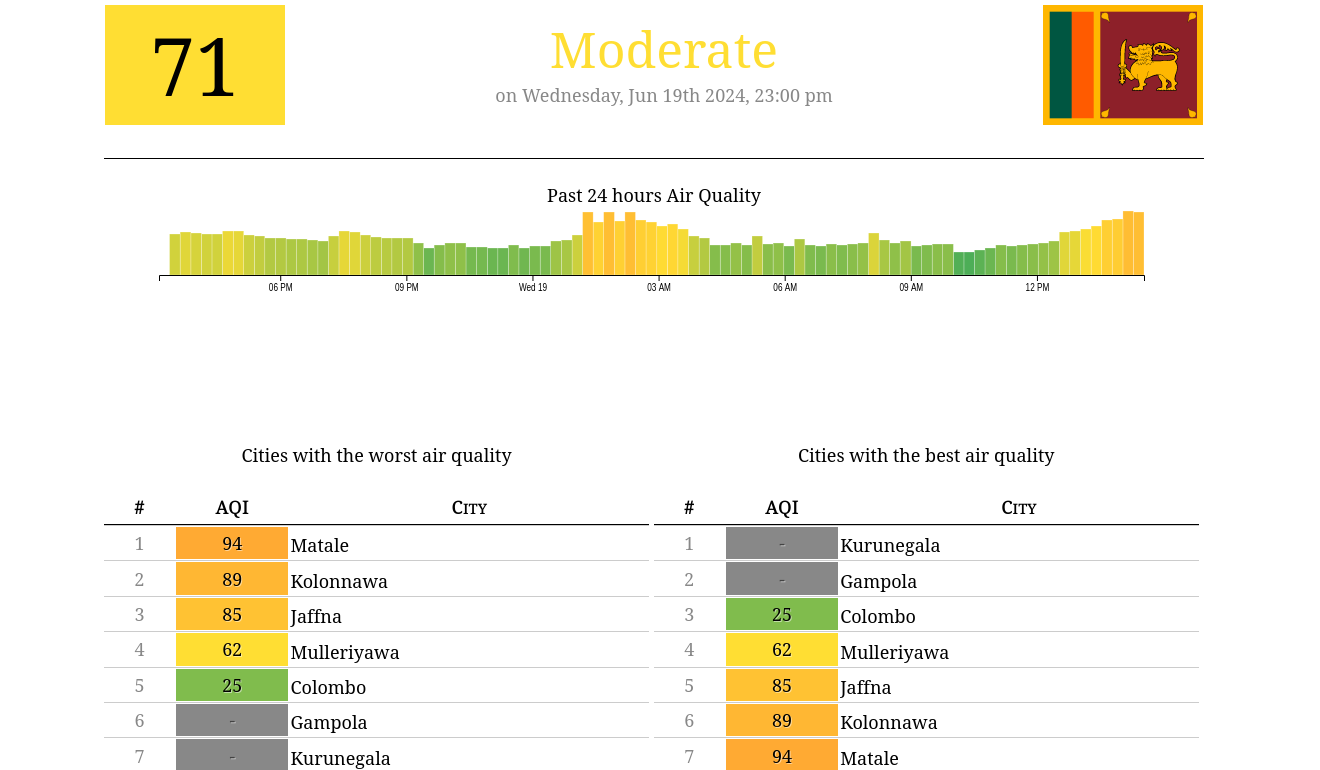 71
Moderate
on Wednesday, Jun 19th 2024, 23:00 pm
Past 24 hours Air Quality
06 PM 09 PM Wed 19 03 AM 06 AM 09 AM 12 PM
Cities with the worst air quality
# AQI City
1 94 Matale
2 89 Kolonnawa
3 85 Jaffna
4 62 Mulleriyawa
5 25 Colombo
6 - Gampola
7 - Kurunegala
Cities with the best air quality
# AQI City
1 - Kurunegala
2 - Gampola
3 25 Colombo
4 62 Mulleriyawa
5 85 Jaffna
6 89 Kolonnawa
7 94 Matale